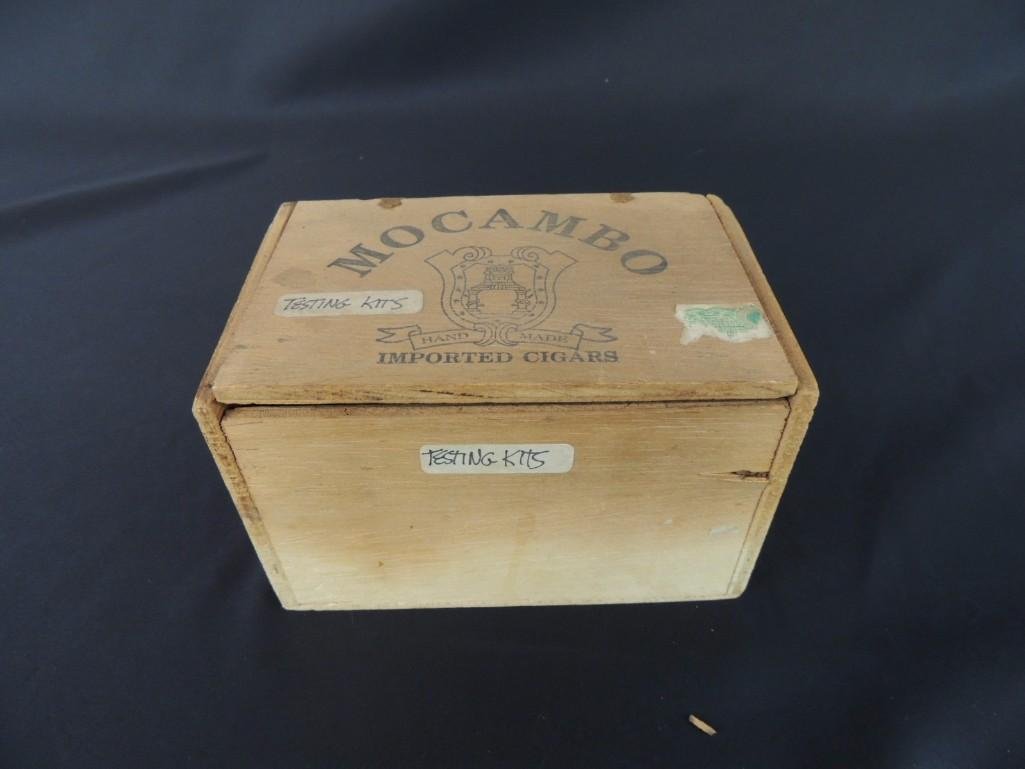 MOCAMBO
TESTING KITS
HAND MADE
IMPORTED CIGARS
TESTING KITS